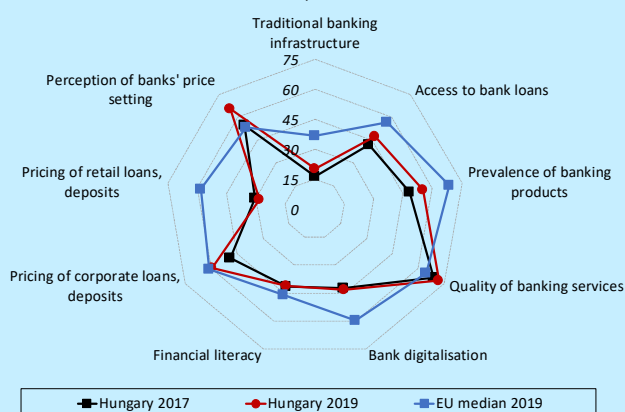 Traditional banking
infrastructure
75
60
45
30
15
0
Perception of banks' price
setting
Access to bank loans
Pricing of retail loans,
deposits
Prevalence of banking
products
Pricing of corporate loans,
deposits
Quality of banking services
Financial literacy
Bank digitalisation
Hungary 2017
Hungary 2019
EU median 2019